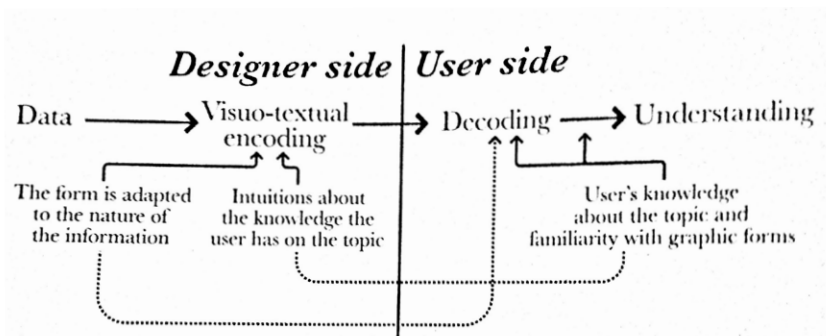 Designer side
User side
Data
Visuo-textual
encoding
Decoding
Understanding
The form is adapted
to the nature of
the information
Intuitions about
the knowledge the
user has on the topic
User's knowledge
about the topic and
familiarity with graphic forms